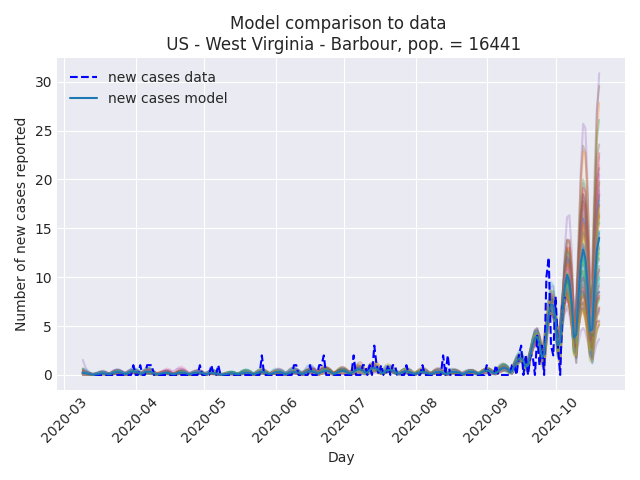 Model comparison to data
US - West Virginia - Barbour, pop. = 16441
new cases data
new cases model
Number of new cases reported
30
25
20
15
10
5
0
2020-03
2020-04
2020-05
2020-06
2020-07
2020-08
2020-09
2020-10
Day